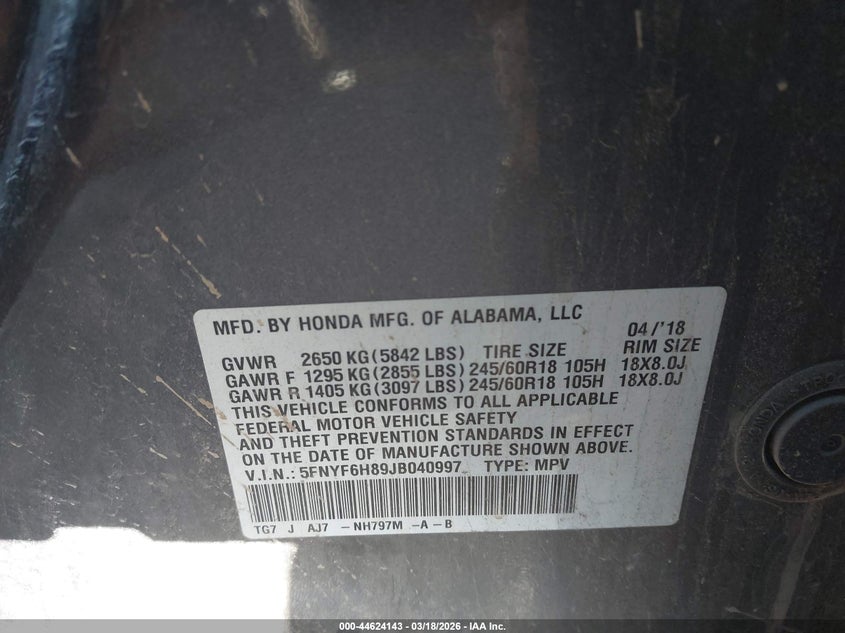 MFD. BY HONDA MFG. OF ALABAMA, LLC 04/'18
GVWR 2650 KG (5842 LBS) TIRE SIZE RIM SIZE
GAWR F 1295 KG (2855 LBS) 245/60R18 105H 18X8.0J
GAWR R 1405 KG (3097 LBS) 245/60R18 105H 18X8.0J
THIS VEHICLE CONFORMS TO ALL APPLICABLE
FEDERAL MOTOR VEHICLE SAFETY
AND THEFT PREVENTION STANDARDS IN EFFECT
ON THE DATE OF MANUFACTURE SHOWN ABOVE.
V.I.N.: 5FNYF6H89JB040997 TYPE: MPV
TG7 J AJ7 -NH797M -A-B
HONDA
000-44624143 - 03/18/2026 - IAA Inc.